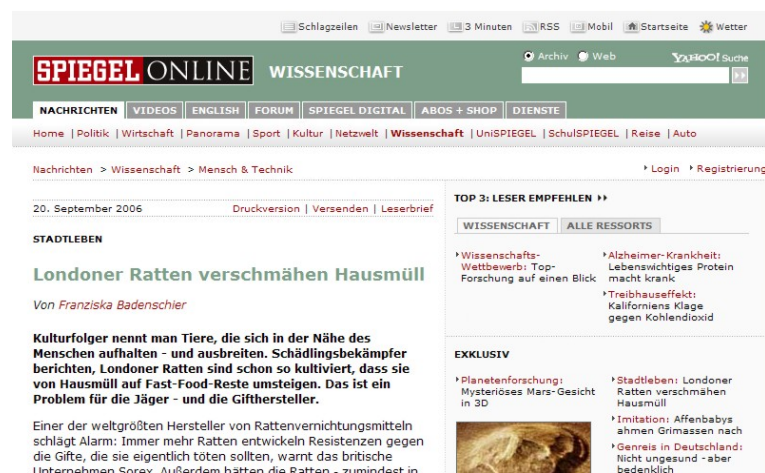 Schlagzeilen Newsletter 3 Minuten RSS Mobil Startseite Wetter
SPIEGEL ONLINE WISSENSCHAFT
Archiv Web YAHOO! Suche
NACHRICHTEN VIDEOS ENGLISH FORUM SPIEGEL DIGITAL ABOS + SHOP DIENSTE
Home | Politik | Wirtschaft | Panorama | Sport | Kultur | Netzwelt | Wissenschaft | UniSPIEGEL | SchulSPIEGEL | Reise | Auto
Nachrichten > Wissenschaft > Mensch & Technik
Login Registrierung
20. September 2006 Druckversion | Versenden | Leserbrief
STADTLEBEN
Londoner Ratten verschmähen Hausmüll
Von Franziska Badenschier
Kulturfolger nennt man Tiere, die sich in der Nähe des
Menschen aufhalten - und ausbreiten. Schädlingsbekämpfer
berichten, Londoner Ratten sind schon so kultiviert, dass sie
von Hausmüll auf Fast-Food-Reste umsteigen. Das ist ein
Problem für die Jäger - und die Gifthersteller.
Einer der weltgrößten Hersteller von Rattenvernichtungsmitteln
schlägt Alarm: Immer mehr Ratten entwickeln Resistenzen gegen
die Gifte, die sie eigentlich töten sollten, warnt das britische
Unternehmen Sorex. Außerdem hätten die Ratten - zumindest in
TOP 3: LESER EMPFEHLEN
WISSENSCHAFT ALLE RESSORTS
Wissenschafts-
Wettbewerb: Top-
Forschung auf einen Blick
Alzheimer-Krankheit:
Lebenswichtiges Protein
macht krank
Treibhauseffekt:
Kaliforniens Klage
gegen Kohlendioxid
EXKLUSIV
Planetenforschung:
Mysteriöses Mars-Gesicht
in 3D
Stadtleben: Londoner
Ratten verschmähen
Hausmüll
Imitation: Affenbabys
ahmen Grimassen nach
Genreis in Deutschland:
Nicht ungesund - aber
bedenklich